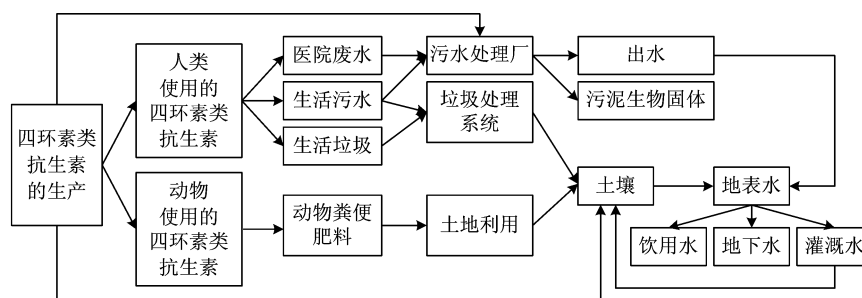 四环素类
抗生素
的生产
人类
使用的
四环素类
抗生素
动物
使用的
四环素类
抗生素
医院废水
生活污水
生活垃圾
动物粪便
肥料
污水处理厂
垃圾处理
系统
土地利用
出水
污泥生物固体
土壤
地表水
饮用水
地下水
灌溉水